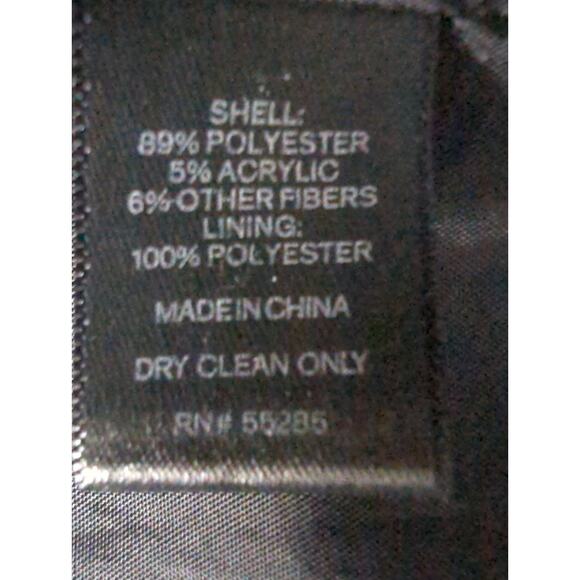 SHELL:
89% POLYESTER
5% ACRYLIC
6% OTHER FIBERS
LINING:
100% POLYESTER
MADE IN CHINA
DRY CLEAN ONLY
RN# 55285